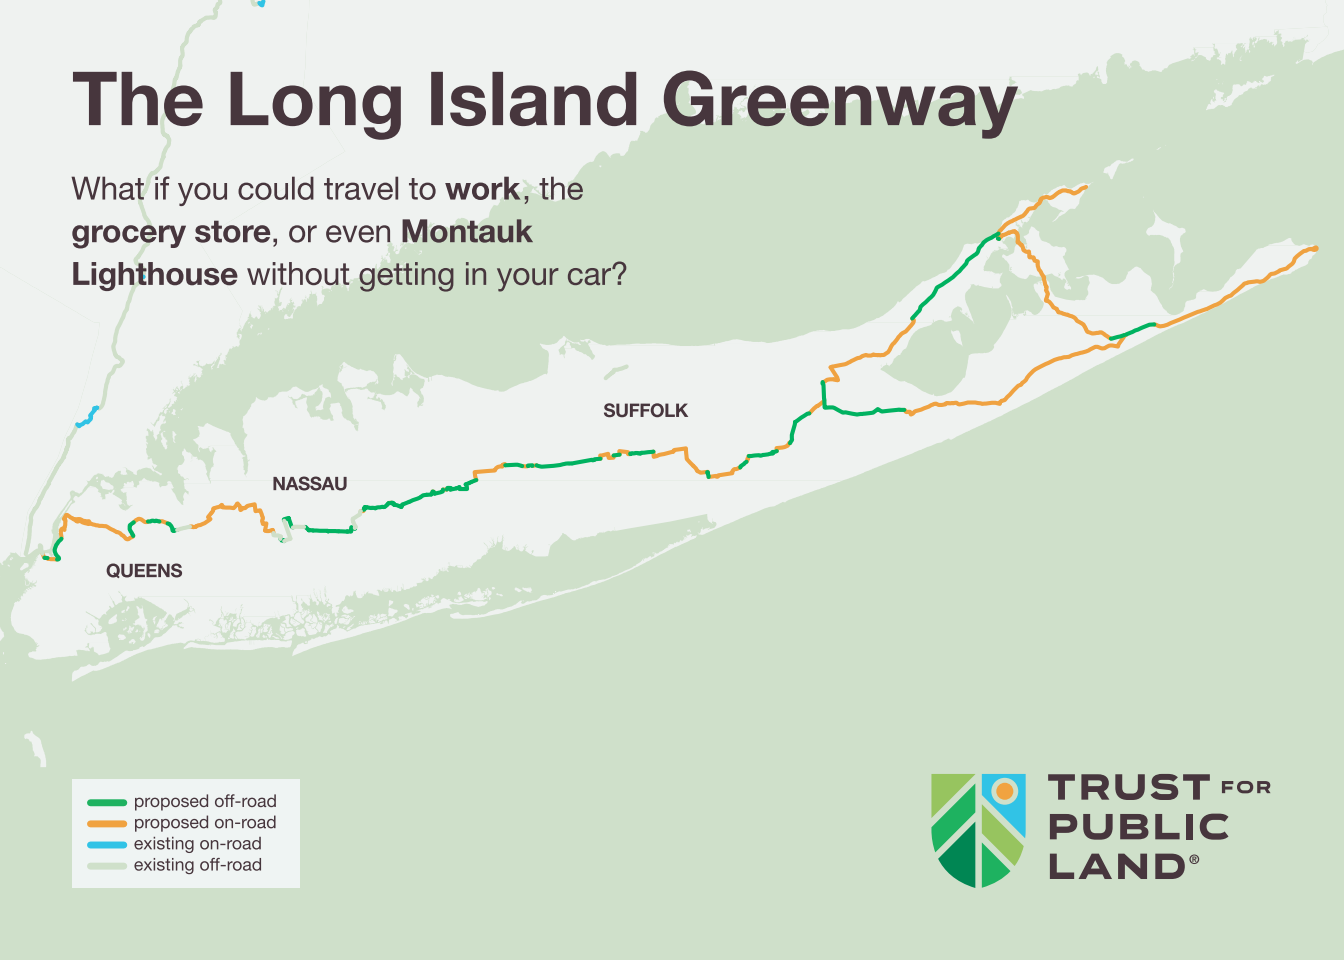 The Long Island Greenway
What if you could travel to work, the
grocery store, or even Montauk
Lighthouse without getting in your car?
SUFFOLK
NASSAU
QUEENS
proposed off-road
proposed on-road
existing on-road
existing off-road
TRUST FOR
PUBLIC
LAND®